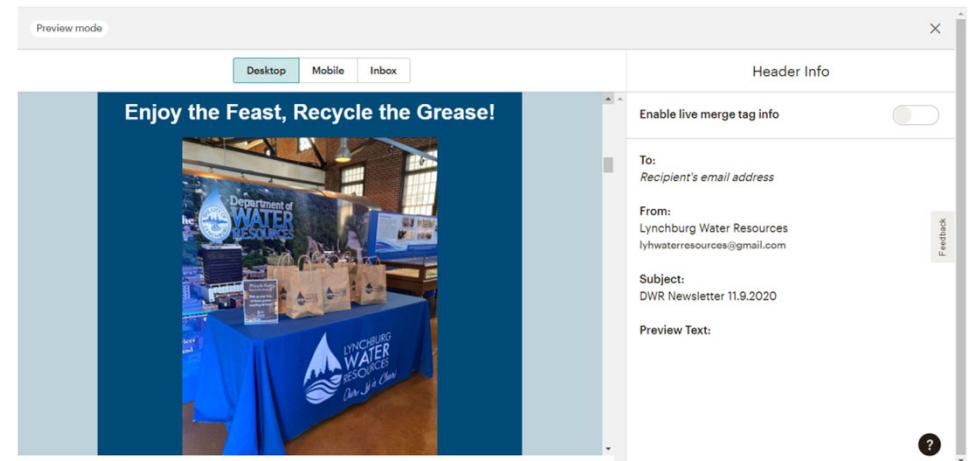 Preview mode
Desktop
Mobile
Inbox
Header Info
Enjoy the Feast, Recycle the Grease!
Department of
WATER
RESOURCES
LYNCHBURG
WATER
RESOURCES
Enable live merge tag info
To:
Recipient's email address
From:
Lynchburg Water Resources
lyhwaterresources@gmail.com
Subject:
DWR Newsletter 11.9.2020
Preview Text:
Feedback
?